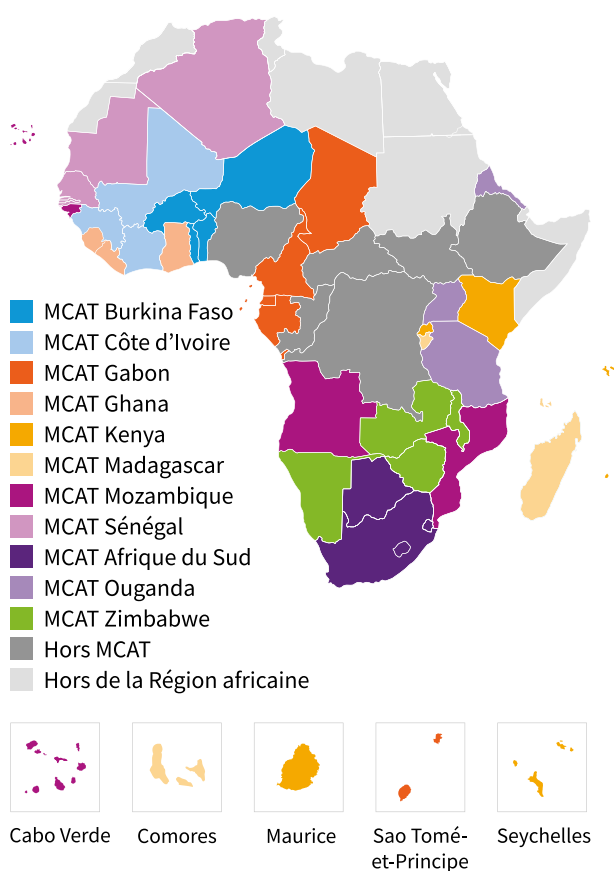 MCAT Burkina Faso
MCAT Côte d’Ivoire
MCAT Gabon
MCAT Ghana
MCAT Kenya
MCAT Madagascar
MCAT Mozambique
MCAT Sénégal
MCAT Afrique du Sud
MCAT Ouganda
MCAT Zimbabwe
Hors MCAT
Hors de la Région africaine
Cabo Verde
Comores
Maurice
Sao Tomé-
et-Principe
Seychelles